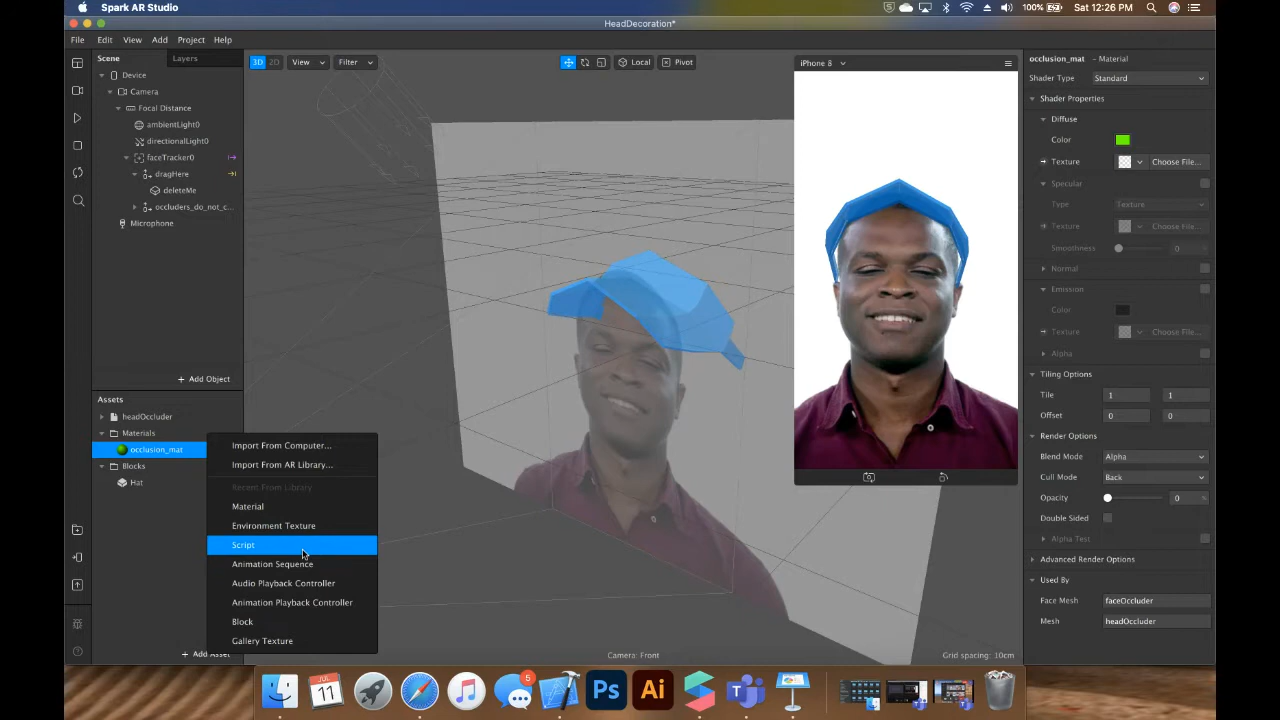 Spark AR Studio
100%
Sat 12:26 PM
HeadDecoration*
File Edit View Add Project Help
Scene
Layers
Device
Camera
Focal Distance
ambientLight0
directionalLight0
faceTracker0
dragHere
deleteMe
occluders_do_not_c...
Microphone
+ Add Object
Assets
headOccluder
Materials
occlusion_mat
Blocks
Hat
+ Add Asset
Import From Computer...
Import From AR Library...
Recent From Library
Material
Environment Texture
Script
Animation Sequence
Audio Playback Controller
Animation Playback Controller
Block
Gallery Texture
3D 2D
View
Filter
Local
Pivot
iPhone 8
Camera: Front
Grid spacing: 10cm
occlusion_mat – Material
Shader Type Standard
Shader Properties
Diffuse
Color
Texture Choose File...
Specular
Type Texture
Texture Choose File...
Smoothness 0
Normal
Emission
Color
Texture Choose File...
Alpha
Tiling Options
Tile 1 1
Offset 0 0
Render Options
Blend Mode Alpha
Cull Mode Back
Opacity 0
Double Sided
Alpha Test
Advanced Render Options
Used By
Face Mesh faceOccluder
Mesh headOccluder
JUL
11
5
Ps
Ai